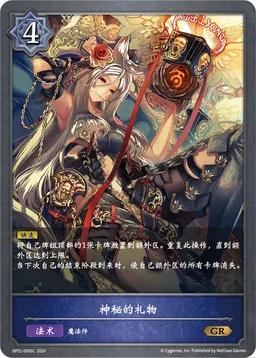 4
快速
将自己牌组顶部的1张卡牌放置到额外区。重复此操作，直到额
外区达到上限。
当下次自己的结束阶段到来时，使自己额外区的所有卡牌消失。
神秘的礼物
法术 魔法师 GR
BP01-055SC 2024 © Cygames, Inc. Published by NetEase Games